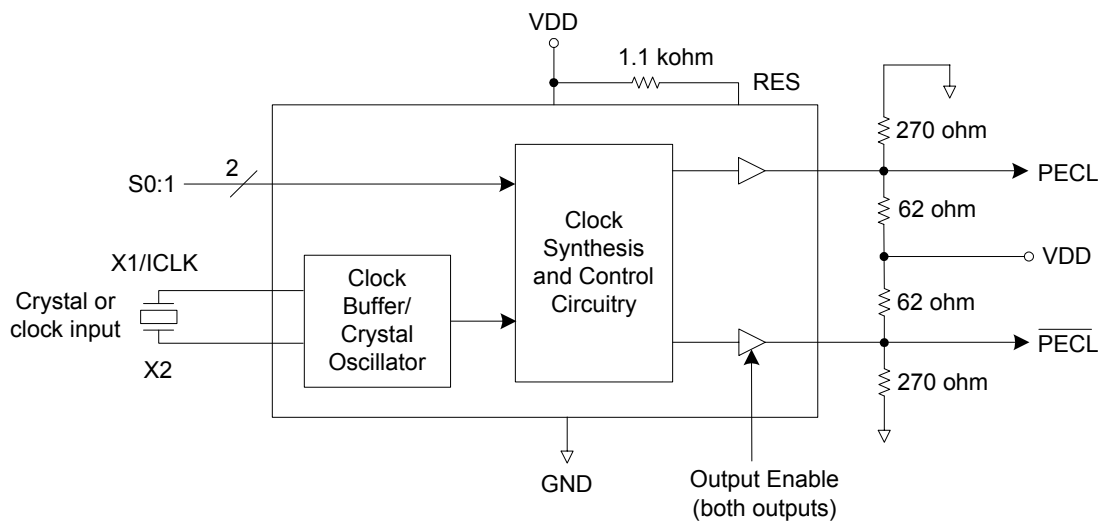 VDD
1.1 kohm
RES
270 ohm
2
S0:1
PECL
62 ohm
Clock
Synthesis
and Control
Circuitry
VDD
X1/ICLK
Clock
Buffer/
Crystal
Oscillator
Crystal or
clock input
62 ohm
X2
PECL
270 ohm
GND
Output Enable
(both outputs)